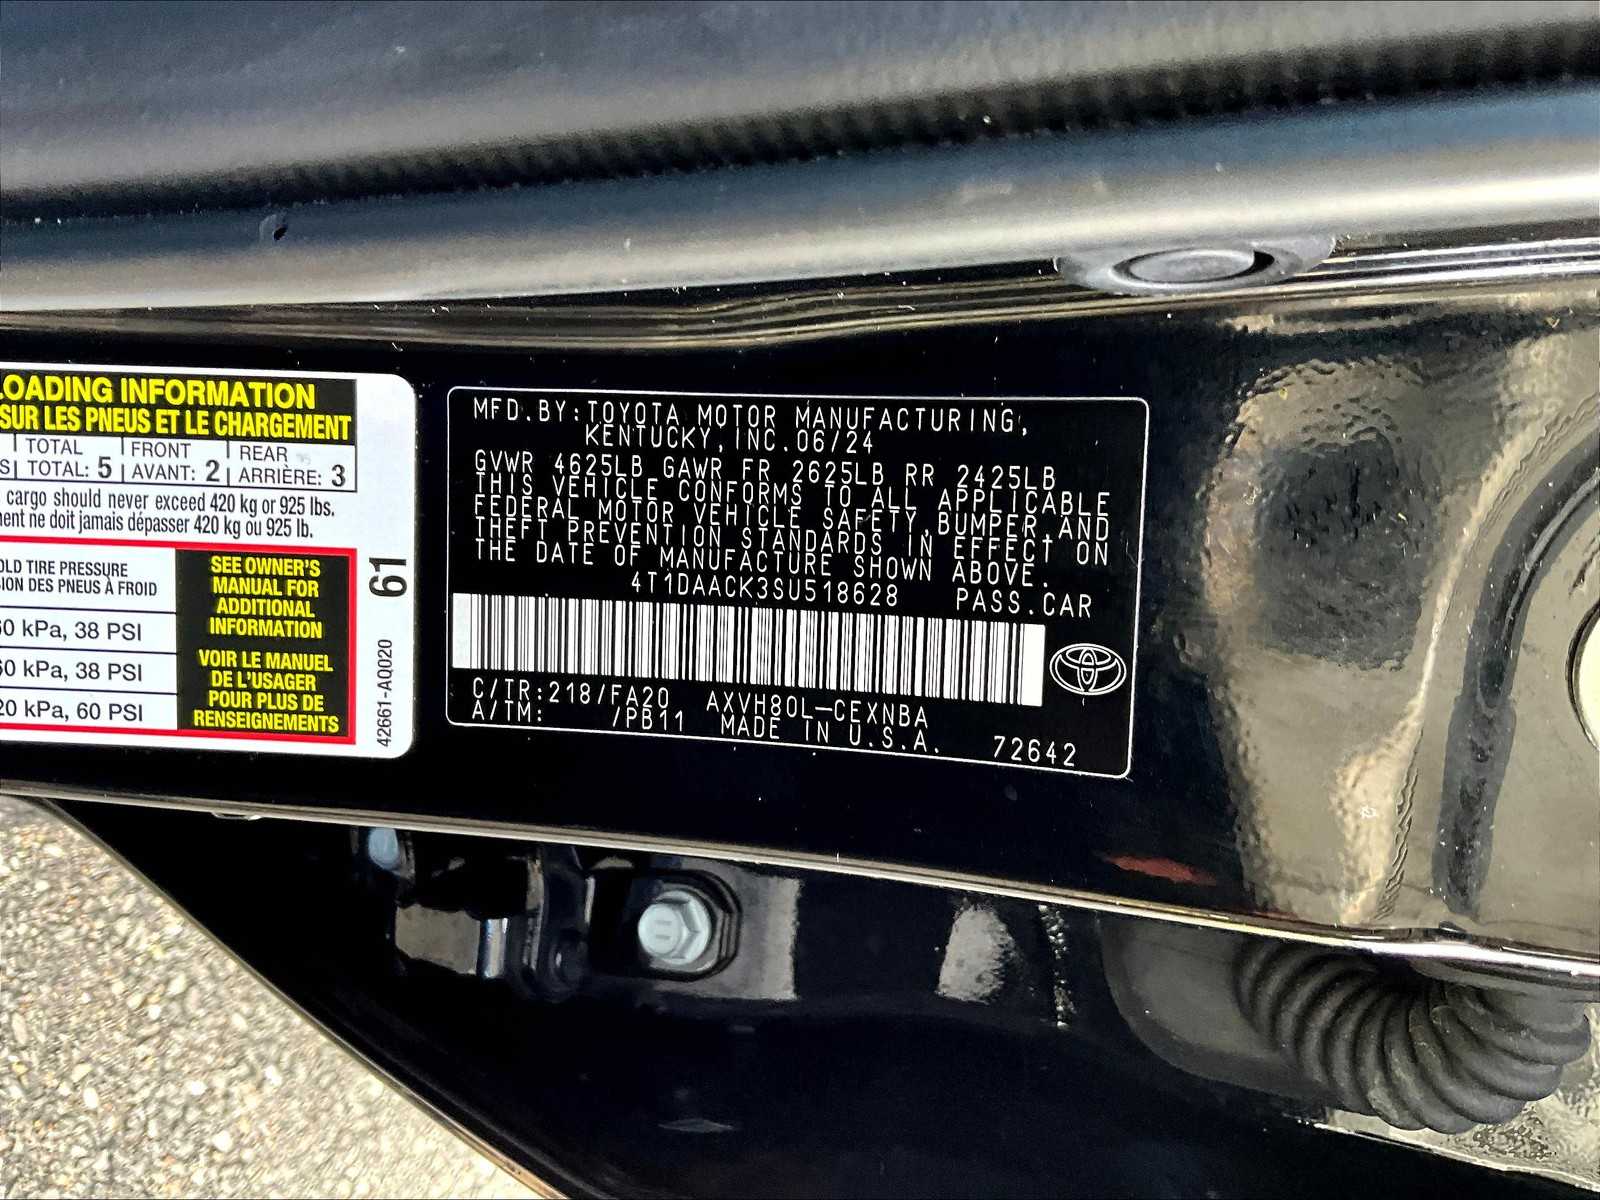 LOADING INFORMATION
SUR LES PNEUS ET LE CHARGEMENT
TOTAL FRONT REAR
TOTAL: 5 AVANT: 2 ARRIÈRE: 3
cargo should never exceed 420 kg or 925 lbs.
ne doit jamais dépasser 420 kg ou 925 lb.
TIRE PRESSURE
DES PNEUS À FROID
kPa, 38 PSI
kPa, 38 PSI
kPa, 60 PSI
SEE OWNER'S
MANUAL FOR
ADDITIONAL
INFORMATION
VOIR LE MANUEL
DE L'USAGER
POUR PLUS DE
RENSEIGNEMENTS
61
42661-AQ020
MFD.BY:TOYOTA MOTOR MANUFACTURING,
KENTUCKY, INC. 06/24
GVWR 4625LB GAWR FR 2625LB RR 2425LB
THIS VEHICLE CONFORMS TO ALL APPLICABLE
FEDERAL MOTOR VEHICLE SAFETY,BUMPER,AND
THEFT PREVENTION STANDARDS IN EFFECT ON
THE DATE OF MANUFACTURE SHOWN ABOVE.
4T1DAACK3SU518628 PASS.CAR
C/TR:218/FA20 AXVH80L-CEXNBA
A/TM: /PB11 MADE IN U.S.A. 72642